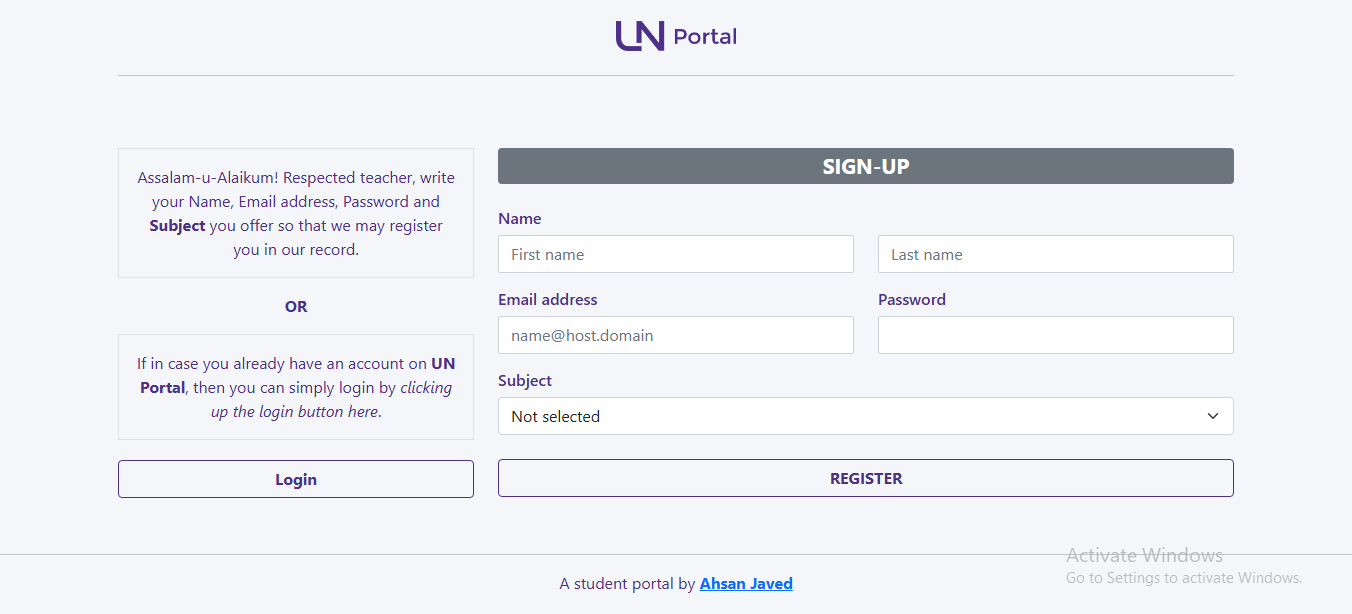 UN Portal
Assalam-u-Alaikum! Respected teacher, write
your Name, Email address, Password and
Subject you offer so that we may register
you in our record.
OR
If in case you already have an account on UN
Portal, then you can simply login by clicking
up the login button here.
Login
SIGN-UP
Name
First name
Last name
Email address
Password
name@host.domain
Subject
Not selected
REGISTER
Activate Windows
Go to Settings to activate Windows.
A student portal by Ahsan Javed